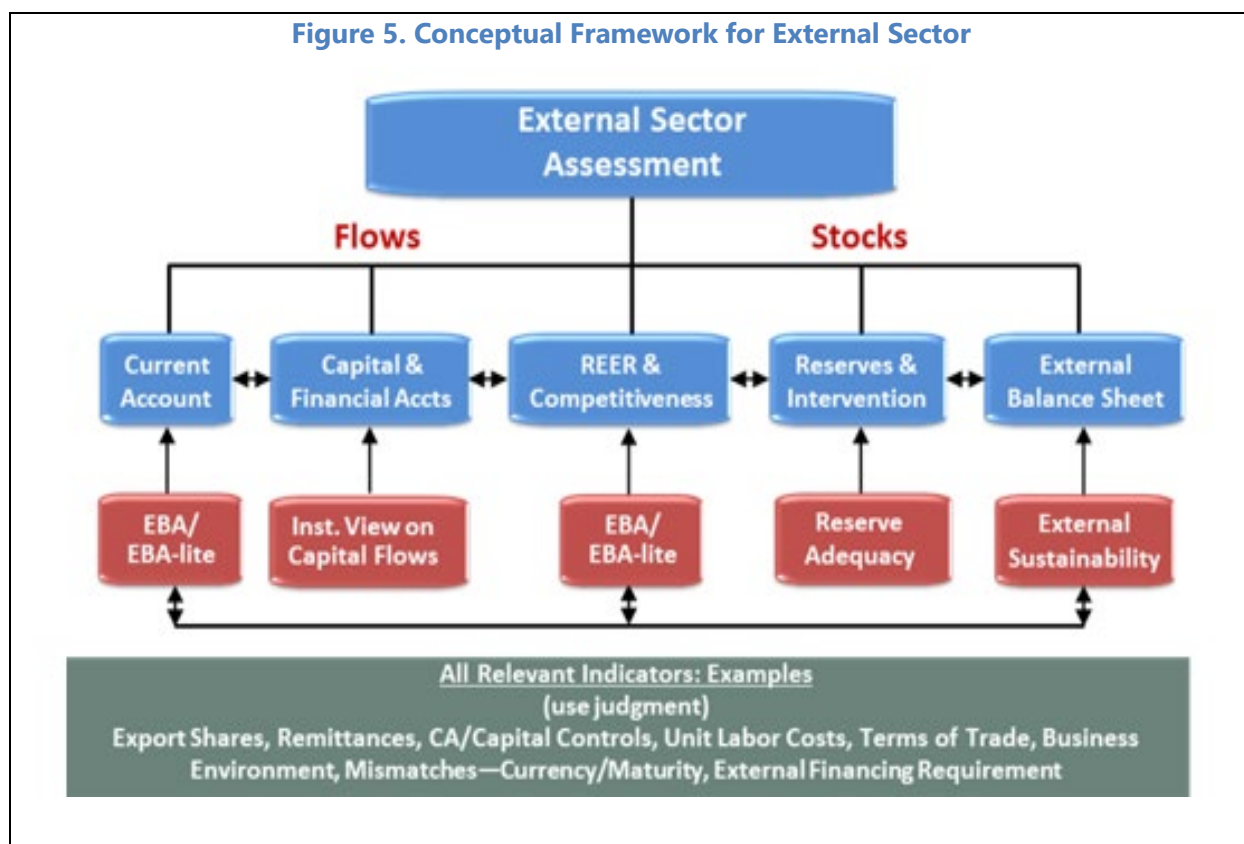 Figure 5. Conceptual Framework for External Sector
External Sector
Assessment
Flows
Stocks
Current
Account
Capital &
Financial Accts
REER &
Competitiveness
Reserves &
Intervention
External
Balance Sheet
EBA/
EBA-lite
Inst. View on
Capital Flows
EBA/
EBA-lite
Reserve
Adequacy
External
Sustainability
All Relevant Indicators: Examples
(use judgment)
Export Shares, Remittances, CA/Capital Controls, Unit Labor Costs, Terms of Trade, Business
Environment, Mismatches—Currency/Maturity, External Financing Requirement